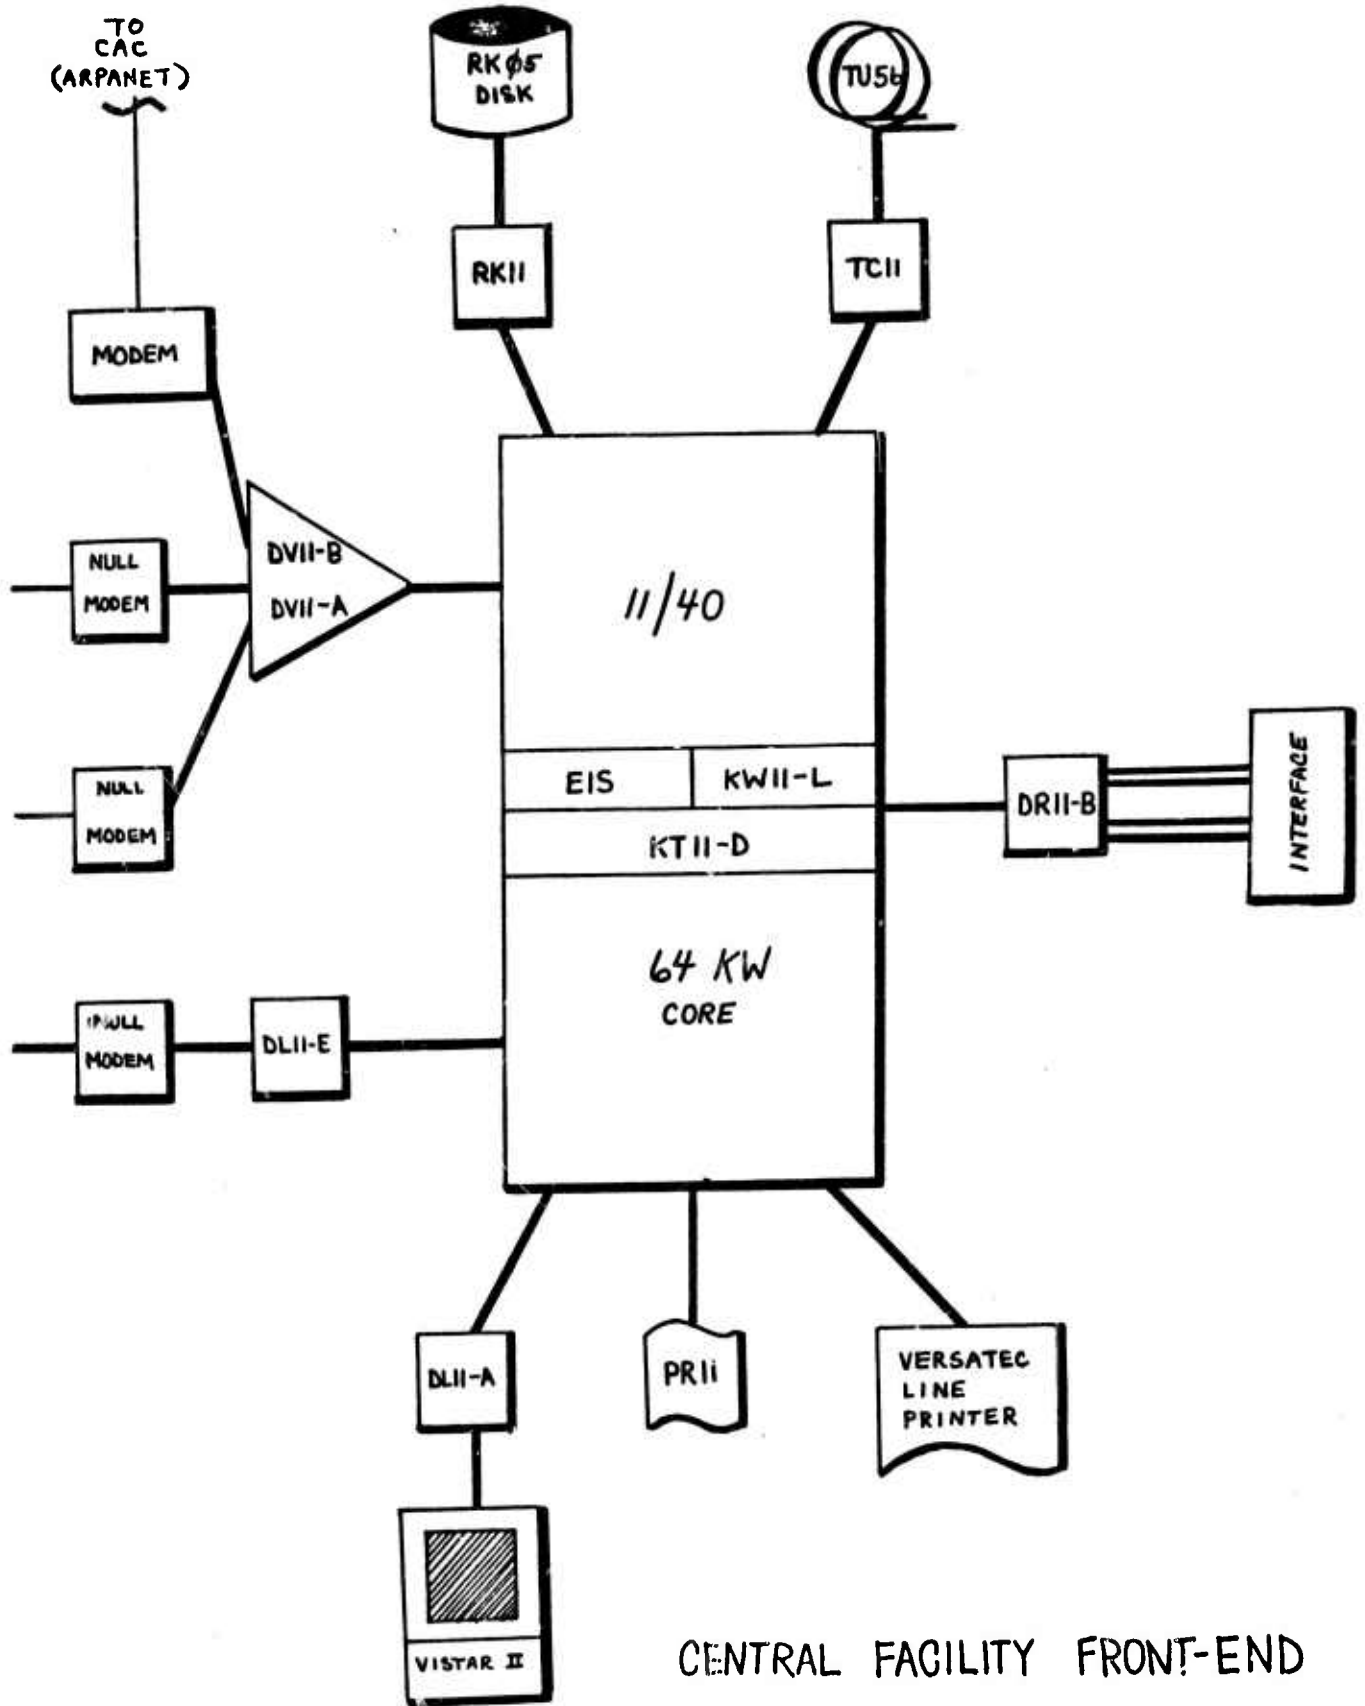 TO
CAC
(ARPANET)
RKØ5
DISK
TU56
RK11
TC11
MODEM
NULL
MODEM
DV11-B
DV11-A
11/40
NULL
MODEM
EIS
KW11-L
KT11-D
DR11-B
INTERFACE
64 KW
CORE
NULL
MODEM
DL11-E
DL11-A
PR11
VERSATEC
LINE
PRINTER
VISTAR II
CENTRAL FACILITY FRONT-END